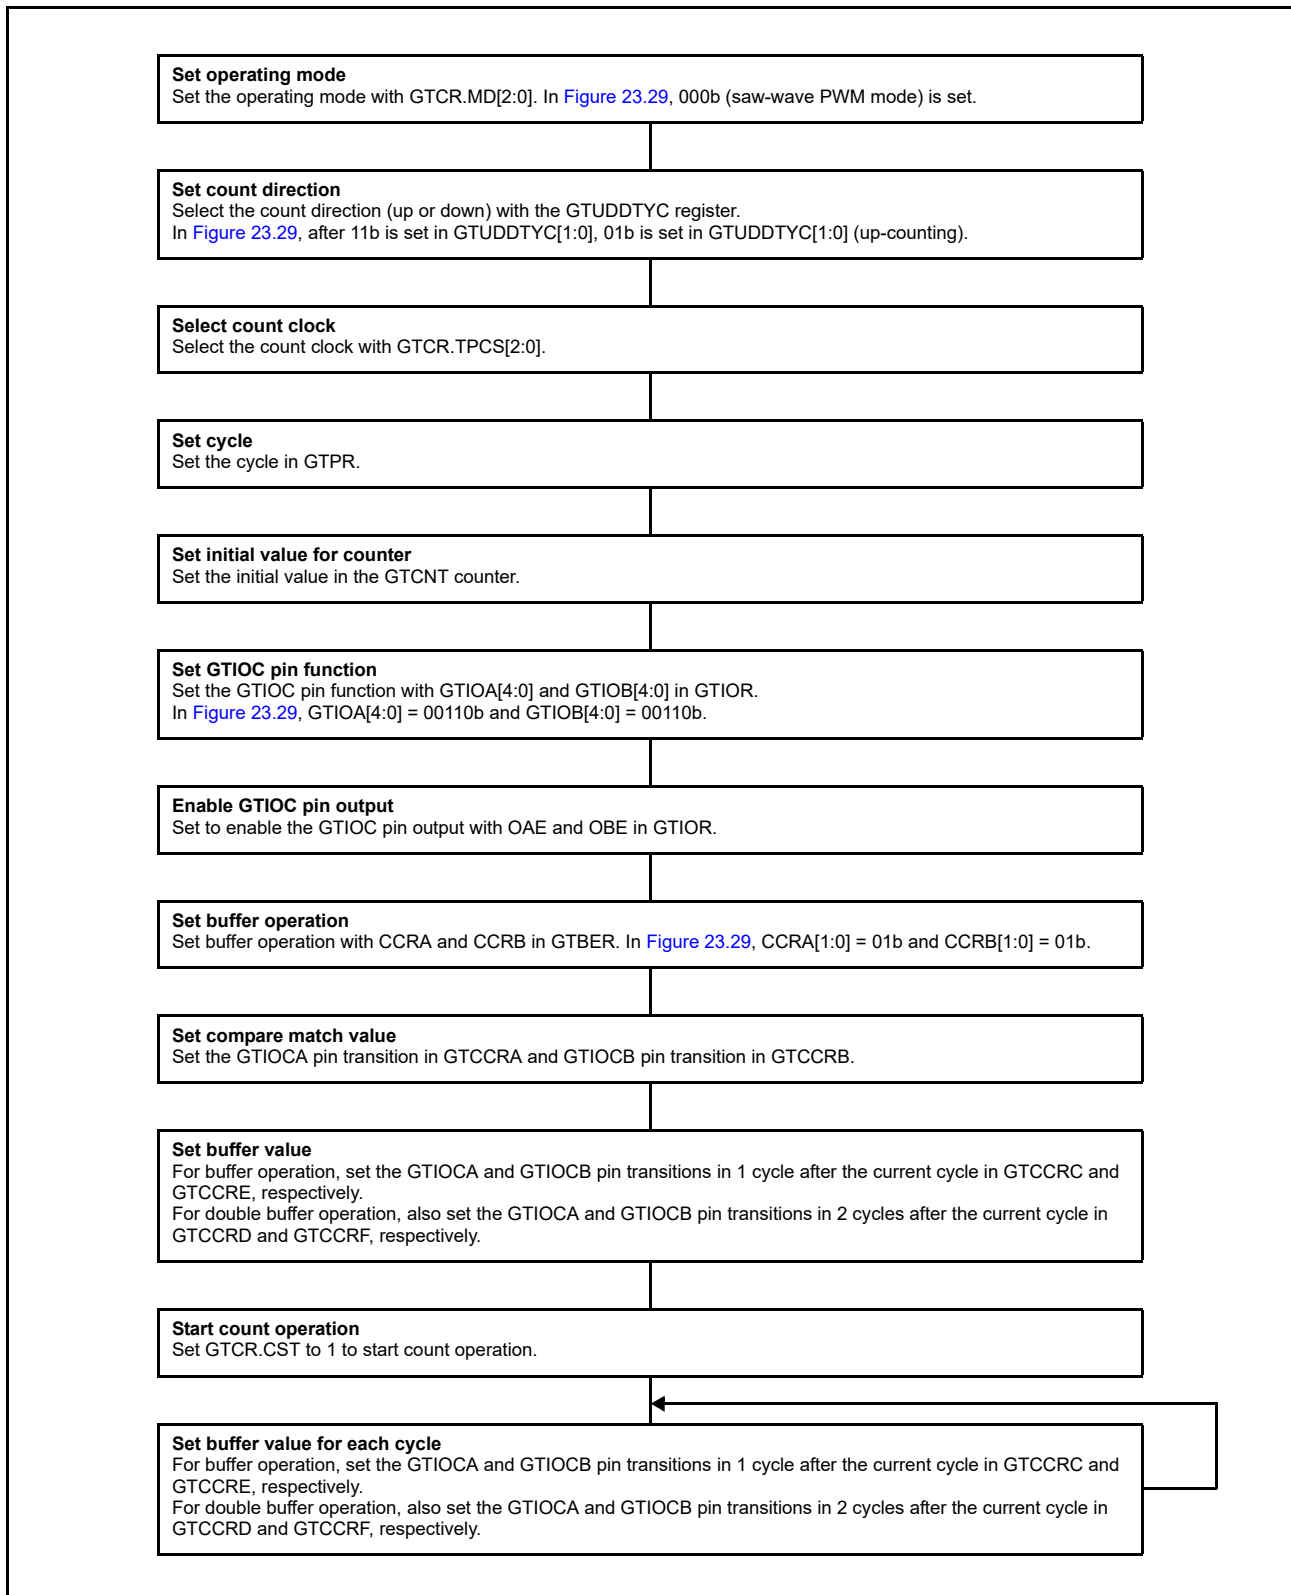 Set operating mode
Set the operating mode with GTCR.MD[2:0]. In Figure 23.29, 000b (saw-wave PWM mode) is set.
Set count direction
Select the count direction (up or down) with the GTUDDTYC register.
In Figure 23.29, after 11b is set in GTUDDTYC[1:0], 01b is set in GTUDDTYC[1:0] (up-counting).
Select count clock
Select the count clock with GTCR.TPCS[2:0].
Set cycle
Set the cycle in GTPR.
Set initial value for counter
Set the initial value in the GTCNT counter.
Set GTIOC pin function
Set the GTIOC pin function with GTIOA[4:0] and GTIOB[4:0] in GTIOR.
In Figure 23.29, GTIOA[4:0] = 00110b and GTIOB[4:0] = 00110b.
Enable GTIOC pin output
Set to enable the GTIOC pin output with OAE and OBE in GTIOR.
Set buffer operation
Set buffer operation with CCRA and CCRB in GTBER. In Figure 23.29, CCRA[1:0] = 01b and CCRB[1:0] = 01b.
Set compare match value
Set the GTIOCA pin transition in GTCCRA and GTIOCB pin transition in GTCCRB.
Set buffer value
For buffer operation, set the GTIOCA and GTIOCB pin transitions in 1 cycle after the current cycle in GTCCRC and
GTCCRE, respectively.
For double buffer operation, also set the GTIOCA and GTIOCB pin transitions in 2 cycles after the current cycle in
GTCCRD and GTCCRF, respectively.
Start count operation
Set GTCR.CST to 1 to start count operation.
Set buffer value for each cycle
For buffer operation, set the GTIOCA and GTIOCB pin transitions in 1 cycle after the current cycle in GTCCRC and
GTCCRE, respectively.
For double buffer operation, also set the GTIOCA and GTIOCB pin transitions in 2 cycles after the current cycle in
GTCCRD and GTCCRF, respectively.